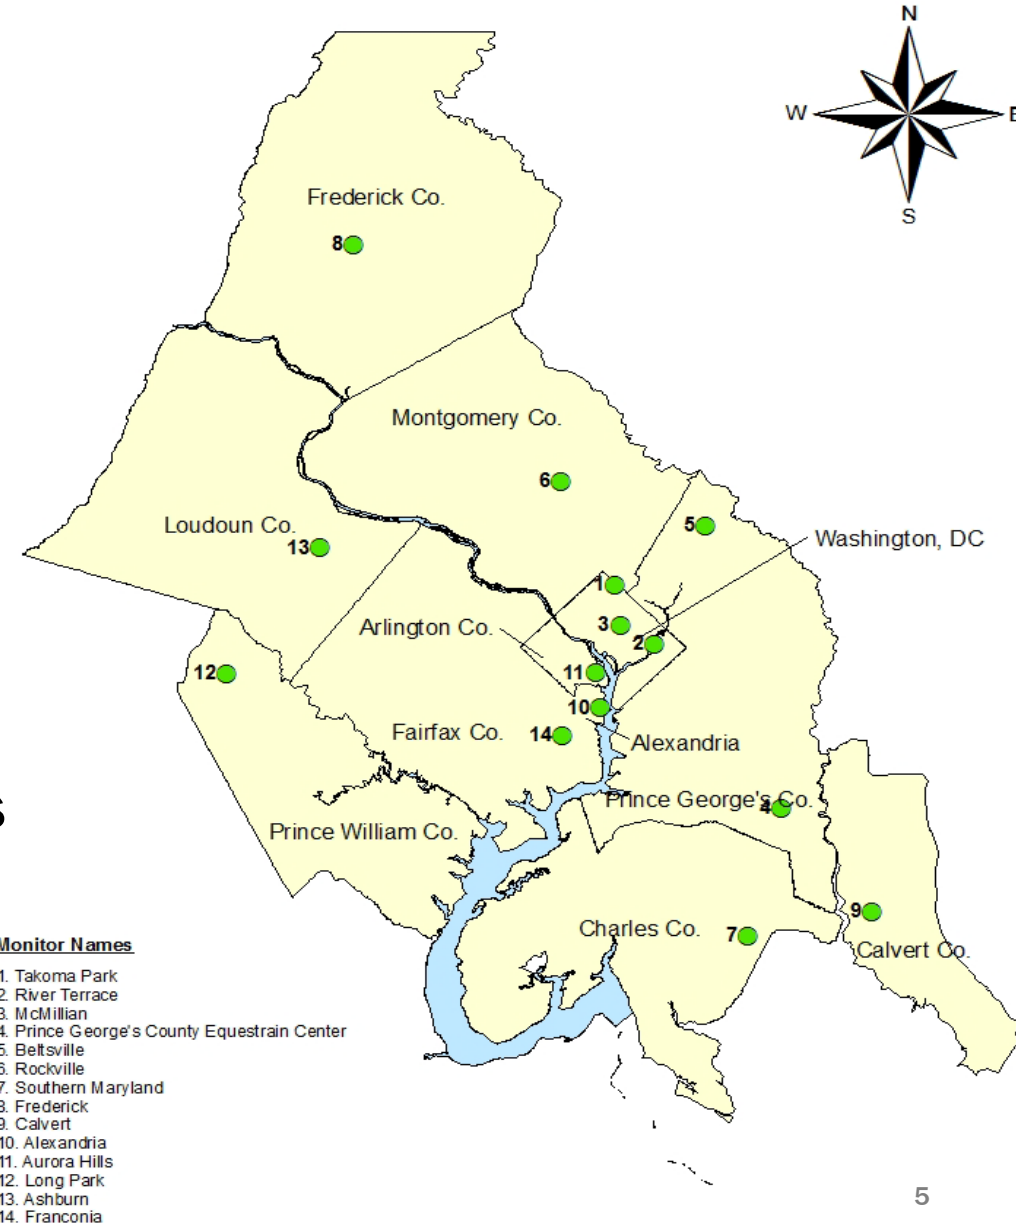 N
W
E
S
Frederick Co.
8
Montgomery Co.
6
Loudoun Co.
13
5
Washington, DC
1
3
Arlington Co.
2
12
11
10
Fairfax Co.
14
Alexandria
Prince George's Co.
4
s
Prince William Co.
9
Charles Co.
7
Calvert Co.
Monitor Names
1. Takoma Park
2. River Terrace
3. McMillian
4. Prince George's County Equestrain Center
5. Beltsville
6. Rockville
7. Southern Maryland
8. Frederick
9. Calvert
10. Alexandria
11. Aurora Hills
12. Long Park
13. Ashburn
14. Franconia
5